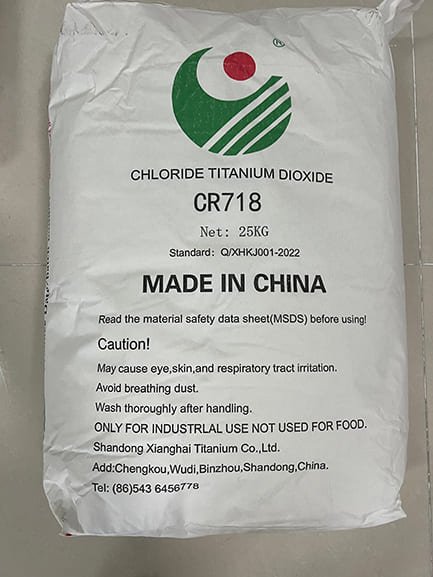 ®
CHLORIDE TITANIUM DIOXIDE
CR718
Net: 25KG
Standard: Q/XHKJ001-2022
MADE IN CHINA
Read the material safety data sheet(MSDS) before using!
Caution!
May cause eye,skin,and respiratory tract irritation.
Avoid breathing dust.
Wash thoroughly after handling.
ONLY FOR INDUSTRLAL USE NOT USED FOR FOOD.
Shandong Xianghai Titanium Co.,Ltd.
Add:Chengkou,Wudi,Binzhou,Shandong,China.
Tel: (86)543 6456778